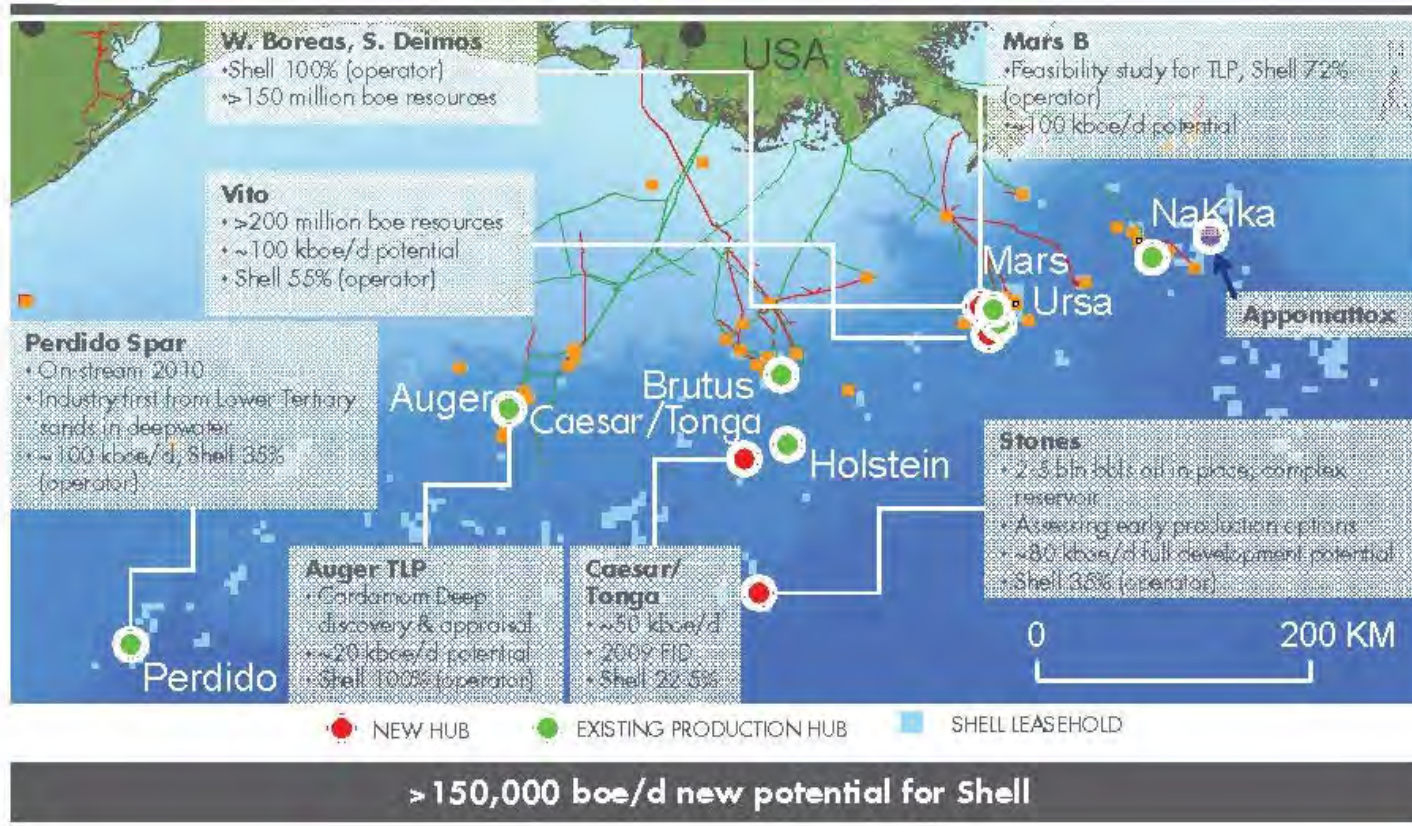 W. Boreas, S. Deimos
•Shell 100% (operator)
•>150 million boe resources
USA
Mars B
•Feasibility study for TLP, Shell 72%
(operator)
•~100 kboe/d potential
Vito
• >200 million boe resources
• ~100 kboe/d potential
• Shell 55% (operator)
NaKika
Mars
Ursa
Appomattox
Perdido Spar
• On-stream 2010
• Industry first from Lower Tertiary
sands in deepwater
• ~100 kboe/d, Shell 35%
(operator)
Auger
Brutus
Caesar/Tonga
Holstein
Stones
• 2-5 bln bbls oil in place, complex
reservoir
• Assessing early production options
• ~80 kboe/d full development potential
• Shell 35% (operator)
Auger TLP
• Cardamom Deep
discovery & appraisal
• ~20 kboe/d potential
• Shell 100% (operator)
Caesar/
Tonga
• ~50 kboe/d
• 2009 FID
• Shell 22.5%
Perdido
0 200 KM
NEW HUB EXISTING PRODUCTION HUB SHELL LEASEHOLD
>150,000 boe/d new potential for Shell